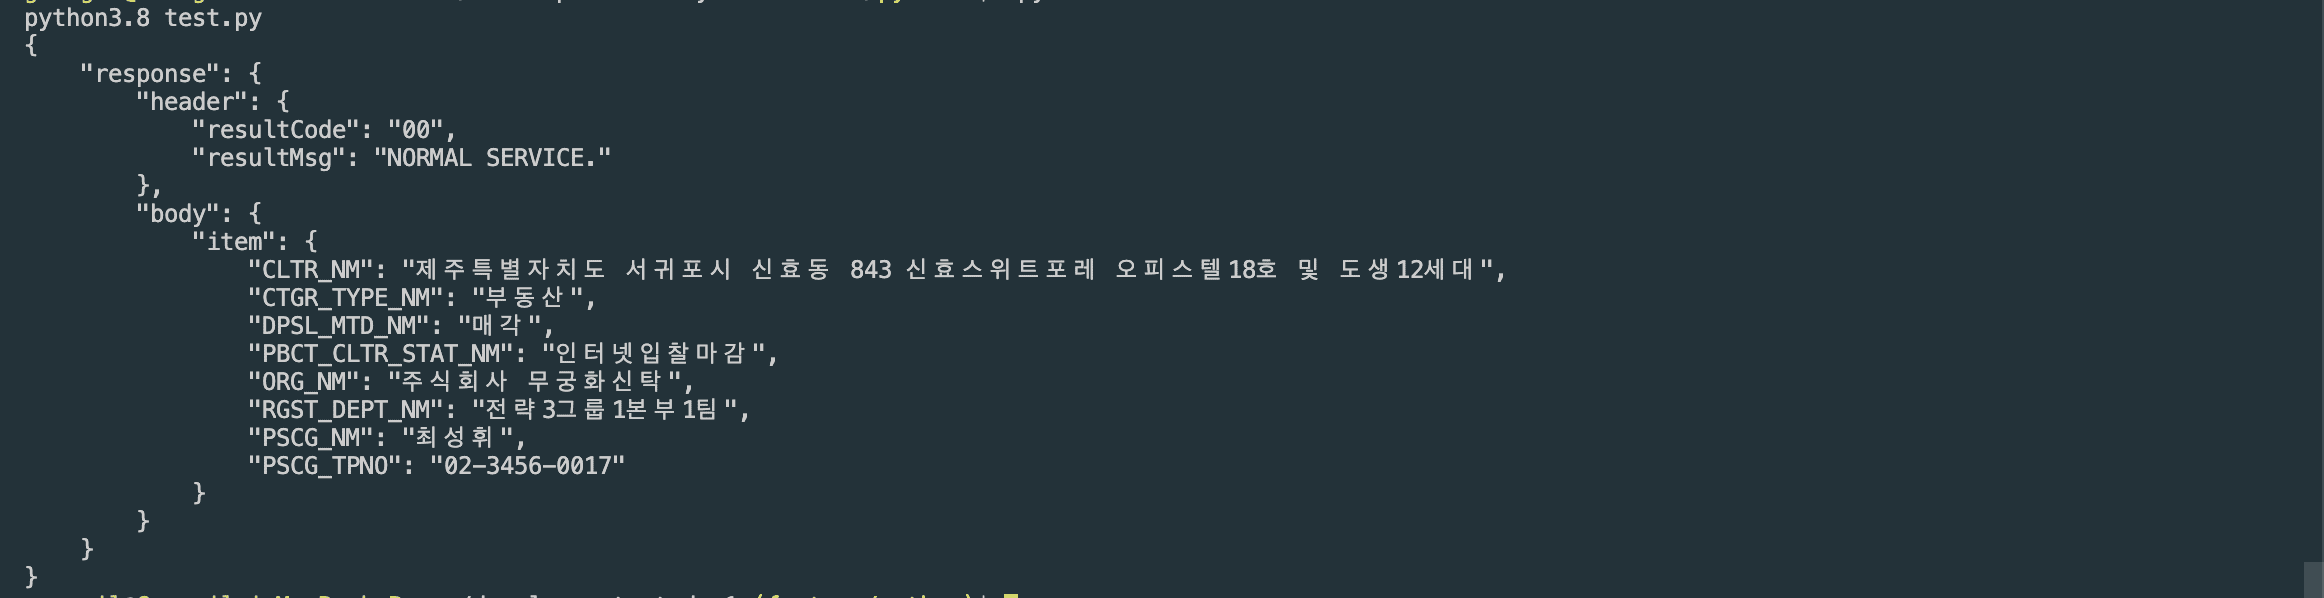 python3.8 test.py
{
    "response": {
        "header": {
            "resultCode": "00",
            "resultMsg": "NORMAL SERVICE."
        },
        "body": {
            "item": {
                "CLTR_NM": "제주특별자치도 서귀포시 신효동 843 신효스위트포레 오피스텔18호 및 도생12세대",
                "CTGR_TYPE_NM": "부동산",
                "DPSL_MTD_NM": "매각",
                "PBCT_CLTR_STAT_NM": "인터넷입찰마감",
                "ORG_NM": "주식회사 무궁화신탁",
                "RGST_DEPT_NM": "전략3그룹1본부1팀",
                "PSCG_NM": "최성휘",
                "PSCG_TPNO": "02-3456-0017"
            }
        }
    }
}